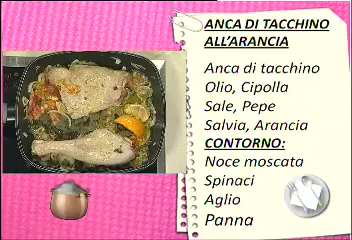 ANCA DI TACCHINO
ALL'ARANCIA
Anca di tacchino
Olio, Cipolla
Sale, Pepe
Salvia, Arancia
CONTORNO:
Noce moscata
Spinaci
Aglio
Panna